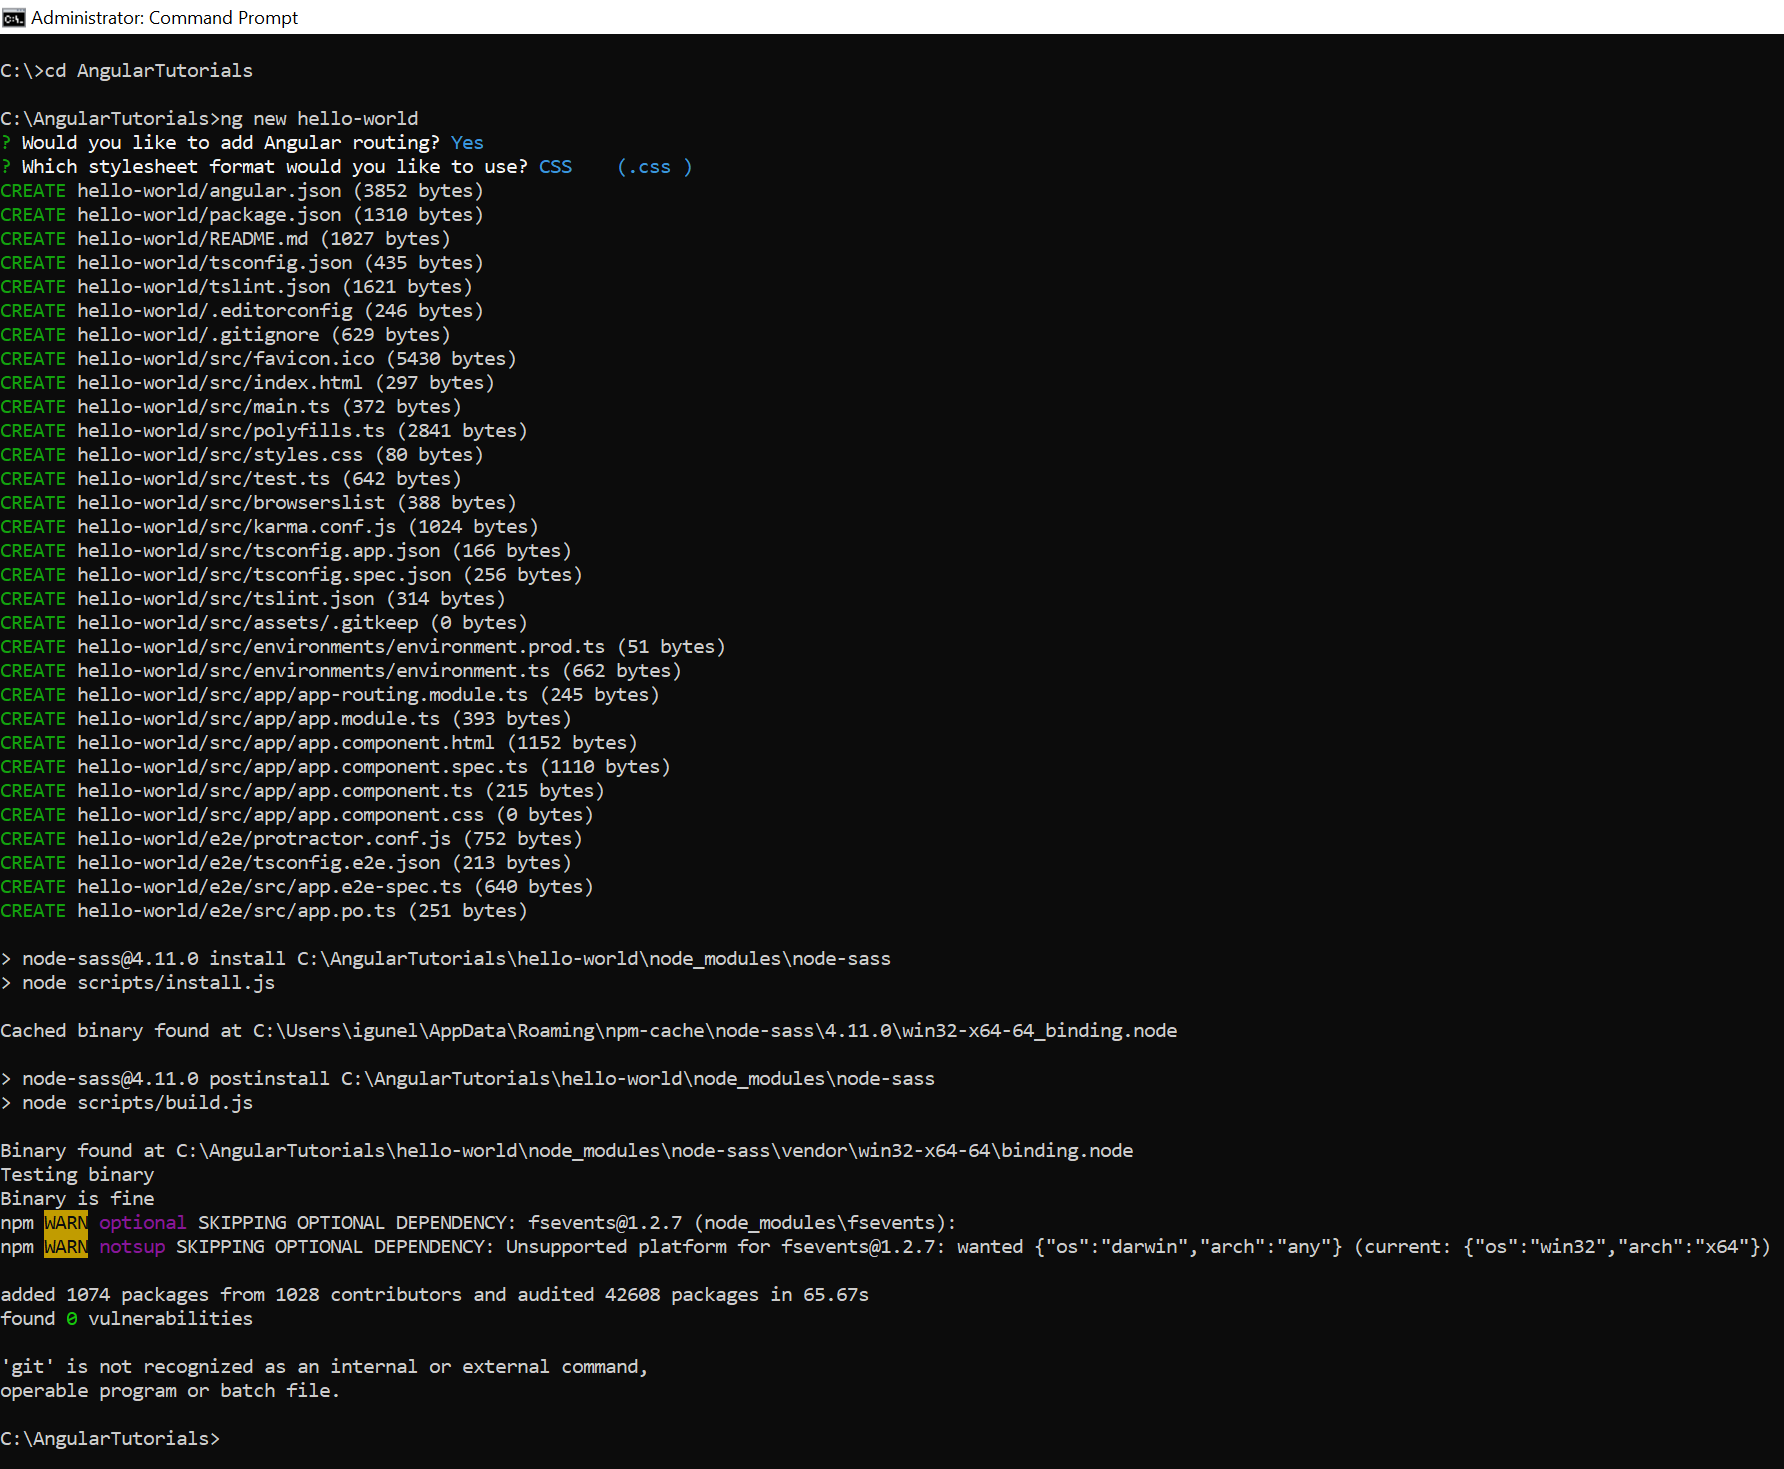 Administrator: Command Prompt
C:\>cd AngularTutorials
C:\AngularTutorials>ng new hello-world
? Would you like to add Angular routing? Yes
? Which stylesheet format would you like to use? CSS    (.css )
CREATE hello-world/angular.json (3852 bytes)
CREATE hello-world/package.json (1310 bytes)
CREATE hello-world/README.md (1027 bytes)
CREATE hello-world/tsconfig.json (435 bytes)
CREATE hello-world/tslint.json (1621 bytes)
CREATE hello-world/.editorconfig (246 bytes)
CREATE hello-world/.gitignore (629 bytes)
CREATE hello-world/src/favicon.ico (5430 bytes)
CREATE hello-world/src/index.html (297 bytes)
CREATE hello-world/src/main.ts (372 bytes)
CREATE hello-world/src/polyfills.ts (2841 bytes)
CREATE hello-world/src/styles.css (80 bytes)
CREATE hello-world/src/test.ts (642 bytes)
CREATE hello-world/src/browserslist (388 bytes)
CREATE hello-world/src/karma.conf.js (1024 bytes)
CREATE hello-world/src/tsconfig.app.json (166 bytes)
CREATE hello-world/src/tsconfig.spec.json (256 bytes)
CREATE hello-world/src/tslint.json (314 bytes)
CREATE hello-world/src/assets/.gitkeep (0 bytes)
CREATE hello-world/src/environments/environment.prod.ts (51 bytes)
CREATE hello-world/src/environments/environment.ts (662 bytes)
CREATE hello-world/src/app/app-routing.module.ts (245 bytes)
CREATE hello-world/src/app/app.module.ts (393 bytes)
CREATE hello-world/src/app/app.component.html (1152 bytes)
CREATE hello-world/src/app/app.component.spec.ts (1110 bytes)
CREATE hello-world/src/app/app.component.ts (215 bytes)
CREATE hello-world/src/app/app.component.css (0 bytes)
CREATE hello-world/e2e/protractor.conf.js (752 bytes)
CREATE hello-world/e2e/tsconfig.e2e.json (213 bytes)
CREATE hello-world/e2e/src/app.e2e-spec.ts (640 bytes)
CREATE hello-world/e2e/src/app.po.ts (251 bytes)
> node-sass@4.11.0 install C:\AngularTutorials\hello-world\node_modules\node-sass
> node scripts/install.js
Cached binary found at C:\Users\igunel\AppData\Roaming\npm-cache\node-sass\4.11.0\win32-x64-64_binding.node
> node-sass@4.11.0 postinstall C:\AngularTutorials\hello-world\node_modules\node-sass
> node scripts/build.js
Binary found at C:\AngularTutorials\hello-world\node_modules\node-sass\vendor\win32-x64-64\binding.node
Testing binary
Binary is fine
npm WARN optional SKIPPING OPTIONAL DEPENDENCY: fsevents@1.2.7 (node_modules\fsevents):
npm WARN notsup SKIPPING OPTIONAL DEPENDENCY: Unsupported platform for fsevents@1.2.7: wanted {"os":"darwin","arch":"any"} (current: {"os":"win32","arch":"x64"})
added 1074 packages from 1028 contributors and audited 42608 packages in 65.67s
found 0 vulnerabilities
'git' is not recognized as an internal or external command,
operable program or batch file.
C:\AngularTutorials>